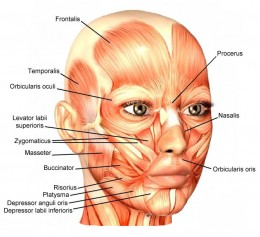 Frontalis
Procerus
Temporalis
Orbicularis oculi
Nasalis
Levator labii
superioris
Zygomaticus
Masseter
Buccinator
Orbicularis oris
Risorius
Platysma
Depressor anguli oris
Depressor labii inferioris